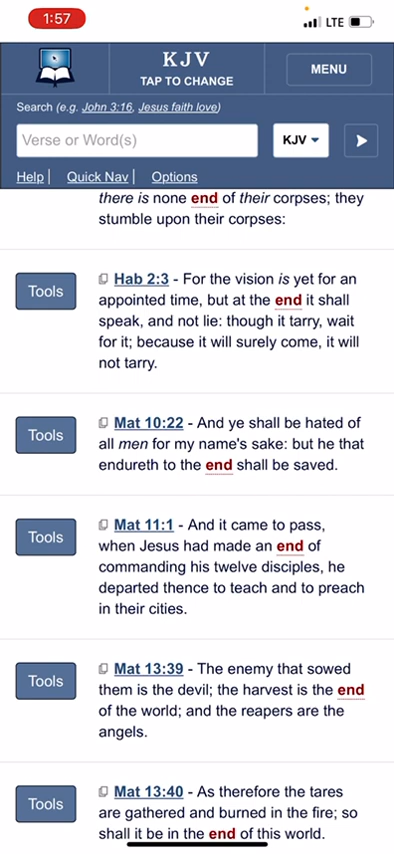 1:57
LTE
KJV
TAP TO CHANGE
MENU
Search (e.g. John 3:16, Jesus faith love)
Verse or Word(s)
KJV
Help | Quick Nav | Options
there is none end of their corpses; they
stumble upon their corpses:
Tools
Hab 2:3 - For the vision is yet for an
appointed time, but at the end it shall
speak, and not lie: though it tarry, wait
for it; because it will surely come, it will
not tarry.
Tools
Mat 10:22 - And ye shall be hated of
all men for my name's sake: but he that
endureth to the end shall be saved.
Tools
Mat 11:1 - And it came to pass,
when Jesus had made an end of
commanding his twelve disciples, he
departed thence to teach and to preach
in their cities.
Tools
Mat 13:39 - The enemy that sowed
them is the devil; the harvest is the end
of the world; and the reapers are the
angels.
Tools
Mat 13:40 - As therefore the tares
are gathered and burned in the fire; so
shall it be in the end of this world.